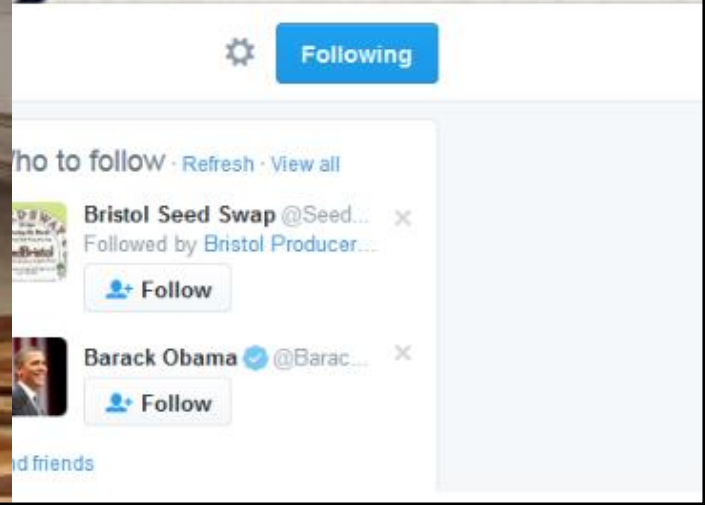 Following
ho to follow · Refresh · View all
Bristol Seed Swap @Seed...
Followed by Bristol Producer...
Follow
Barack Obama @Barac...
Follow
d friends